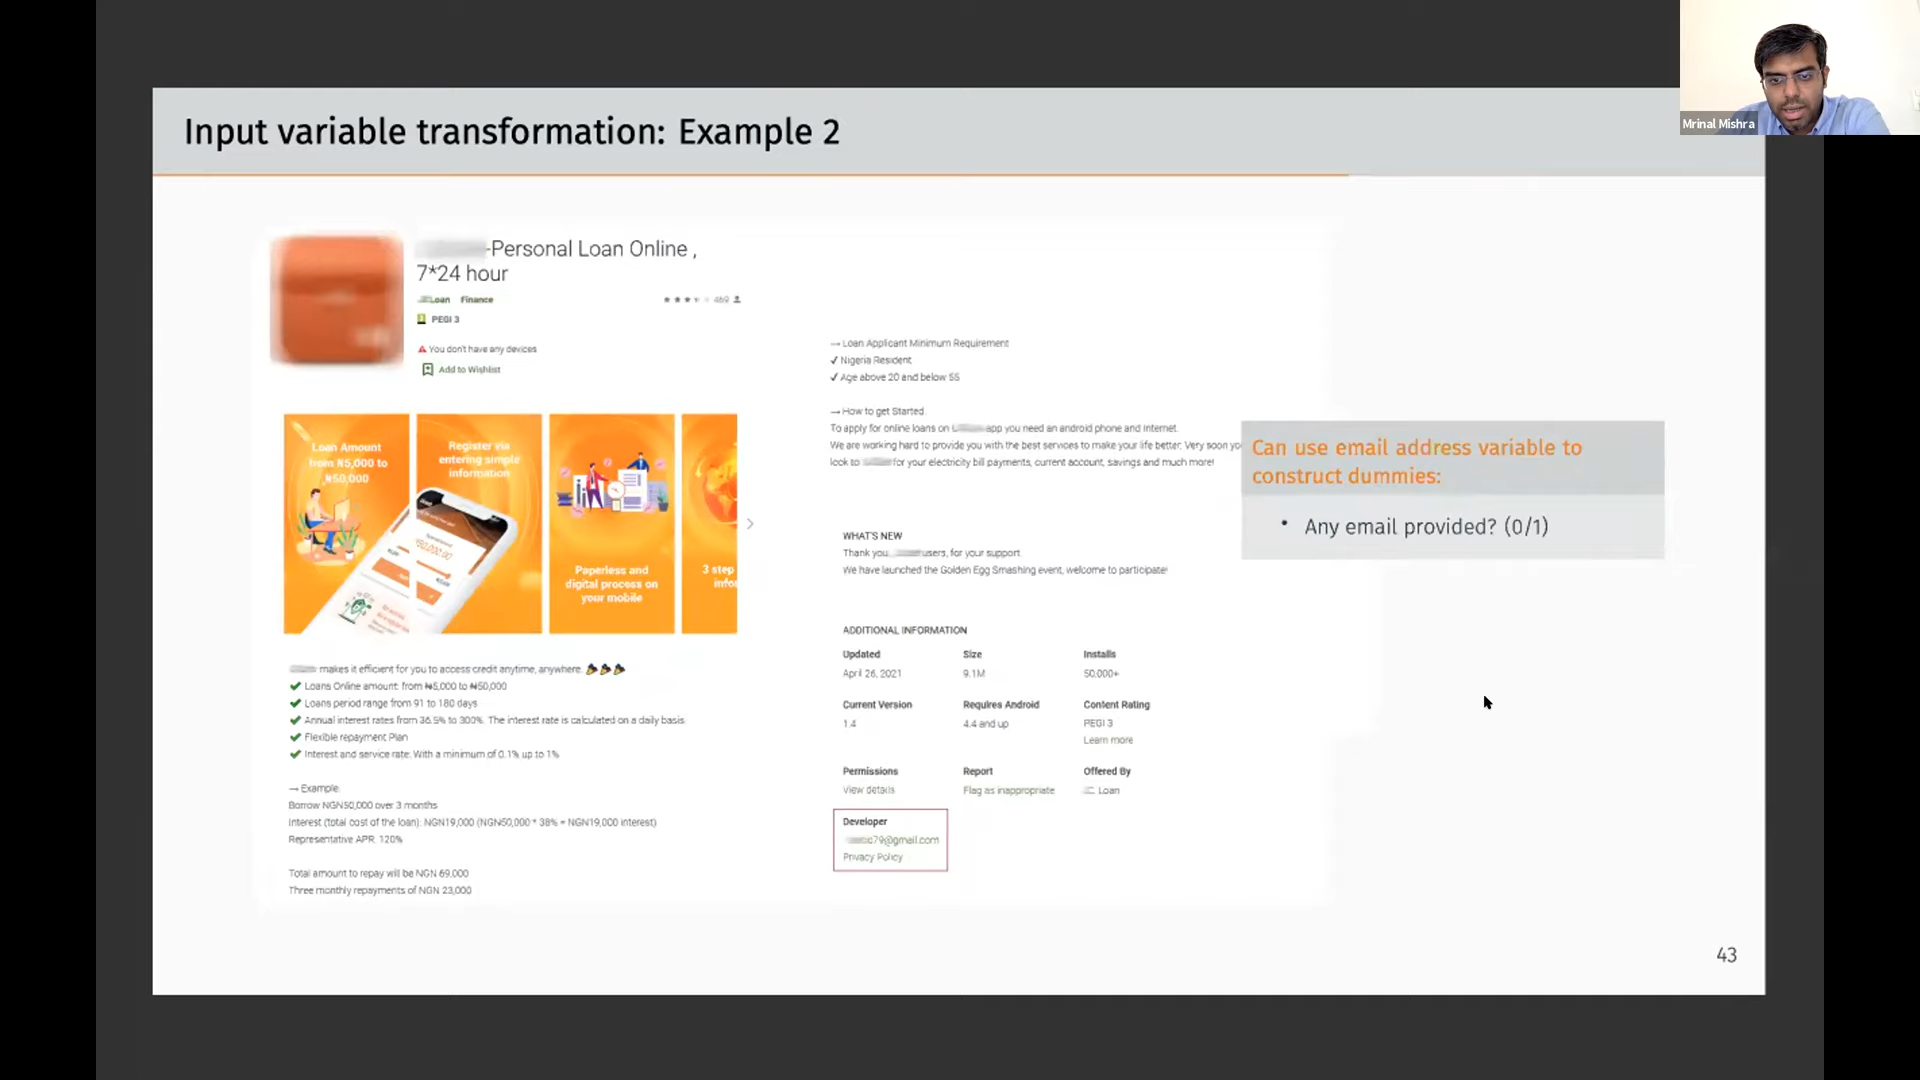 Mrinal Mishra
Input variable transformation: Example 2
-Personal Loan Online ,
7*24 hour
Loan Finance
469
PEGI 3
You don't have any devices
Add to Wishlist
Loan Amount
from ₦5,000 to
₦50,000
Register via
entering simple
information
Paperless and
digital process on
your mobile
3 step
infor
makes it efficient for you to access credit anytime, anywhere.
✔ Loans Online amount: from ₦5,000 to ₦50,000
✔ Loans period range from 91 to 180 days
✔ Annual interest rates from 36.5% to 300%. The interest rate is calculated on a daily basis
✔ Flexible repayment Plan
✔ Interest and service rate: With a minimum of 0.1% up to 1%
→ Example:
Borrow NGN50,000 over 3 months
Interest (total cost of the loan): NGN19,000 (NGN50,000 * 38% = NGN19,000 interest)
Representative APR: 120%
Total amount to repay will be NGN 69,000
Three monthly repayments of NGN 23,000
→ Loan Applicant Minimum Requirement
✓ Nigeria Resident
✓ Age above 20 and below 55
→ How to get Started
To apply for online loans on app you need an android phone and Internet.
We are working hard to provide you with the best services to make your life better. Very soon yo
look to for your electricity bill payments, current account, savings and much more!
WHAT'S NEW
Thank you, users, for your support
We have launched the Golden Egg Smashing event, welcome to participate!
ADDITIONAL INFORMATION
Updated Size Installs
April 26, 2021 9.1M 50,000+
Current Version Requires Android Content Rating
1.4 4.4 and up PEGI 3
Learn more
Permissions Report Offered By
View details Flag as inappropriate Loan
Developer
79@gmail.com
Privacy Policy
Can use email address variable to
construct dummies:
• Any email provided? (0/1)
43